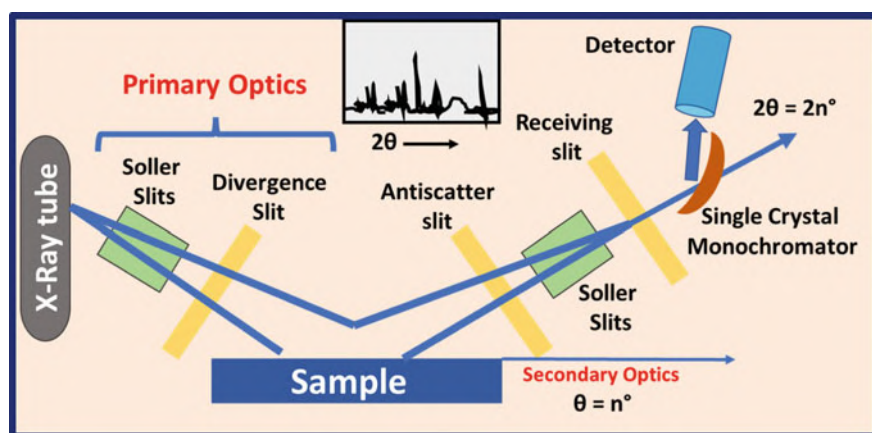 Primary Optics
X-Ray tube
Soller
Slits
Divergence
Slit
2θ
Antiscatter
slit
Receiving
slit
Detector
2θ = 2n°
Single Crystal
Monochromator
Soller
Slits
Sample
Secondary Optics
θ = n°